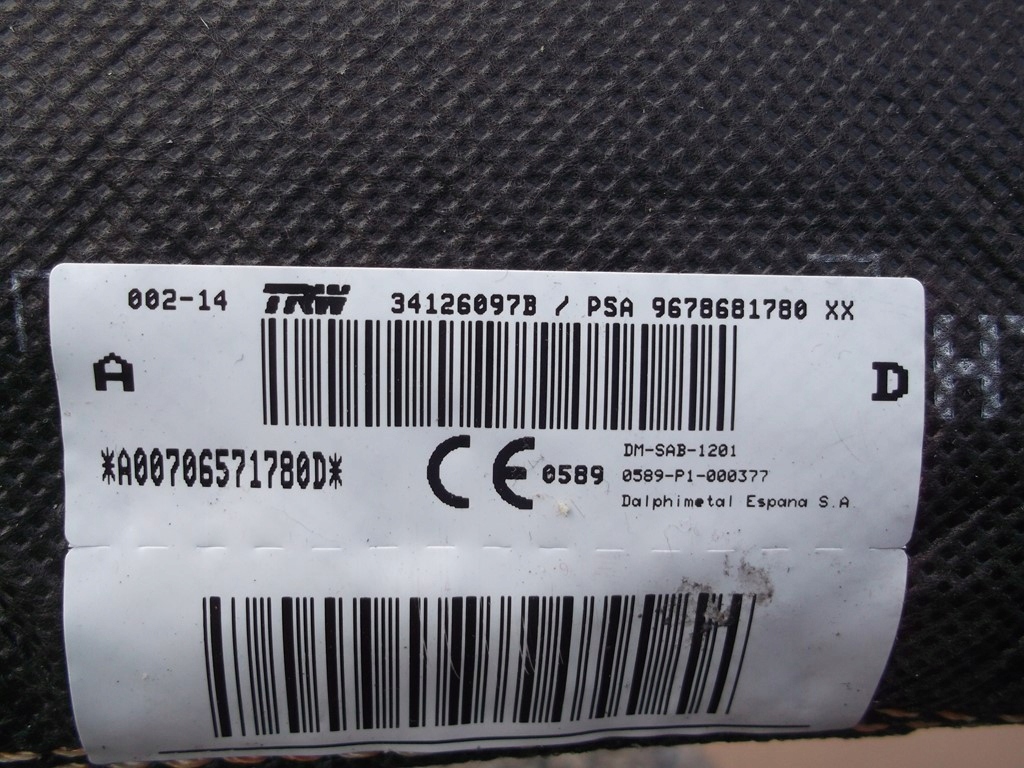 002-14 TRW 34126097B / PSA 9678681780 XX
A D
*A00706571780D*
CE 0589
DM-SAB-1201
0589-P1-000377
Dalphimetal Espana S.A.
H